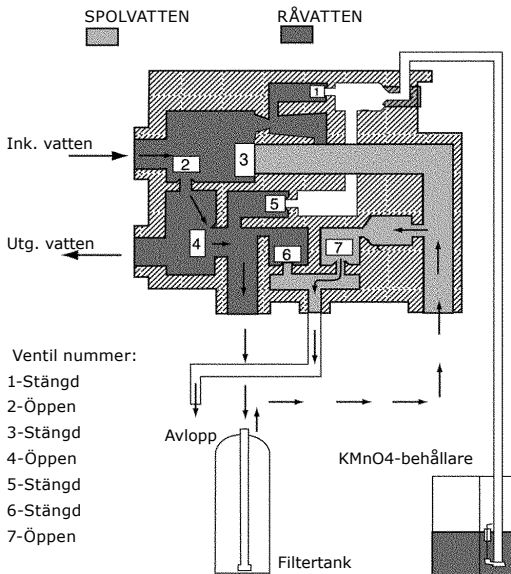 SPOLVATTEN
RÅVATTEN
1
Ink. vatten
2
3
5
Utg. vatten
4
6
7
Ventil nummer:
1-Stängd
2-Öppen
3-Stängd
4-Öppen
5-Stängd
6-Stängd
7-Öppen
Avlopp
KMnO4-behållare
Filtertank